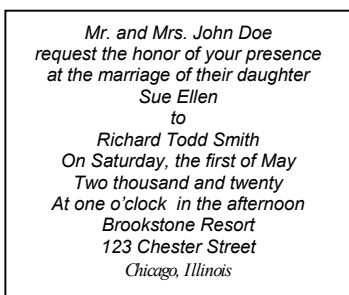 Mr. and Mrs. John Doe
request the honor of your presence
at the marriage of their daughter
Sue Ellen
to
Richard Todd Smith
On Saturday, the first of May
Two thousand and twenty
At one o'clock  in the afternoon
Brookstone Resort
123 Chester Street
Chicago, Illinois